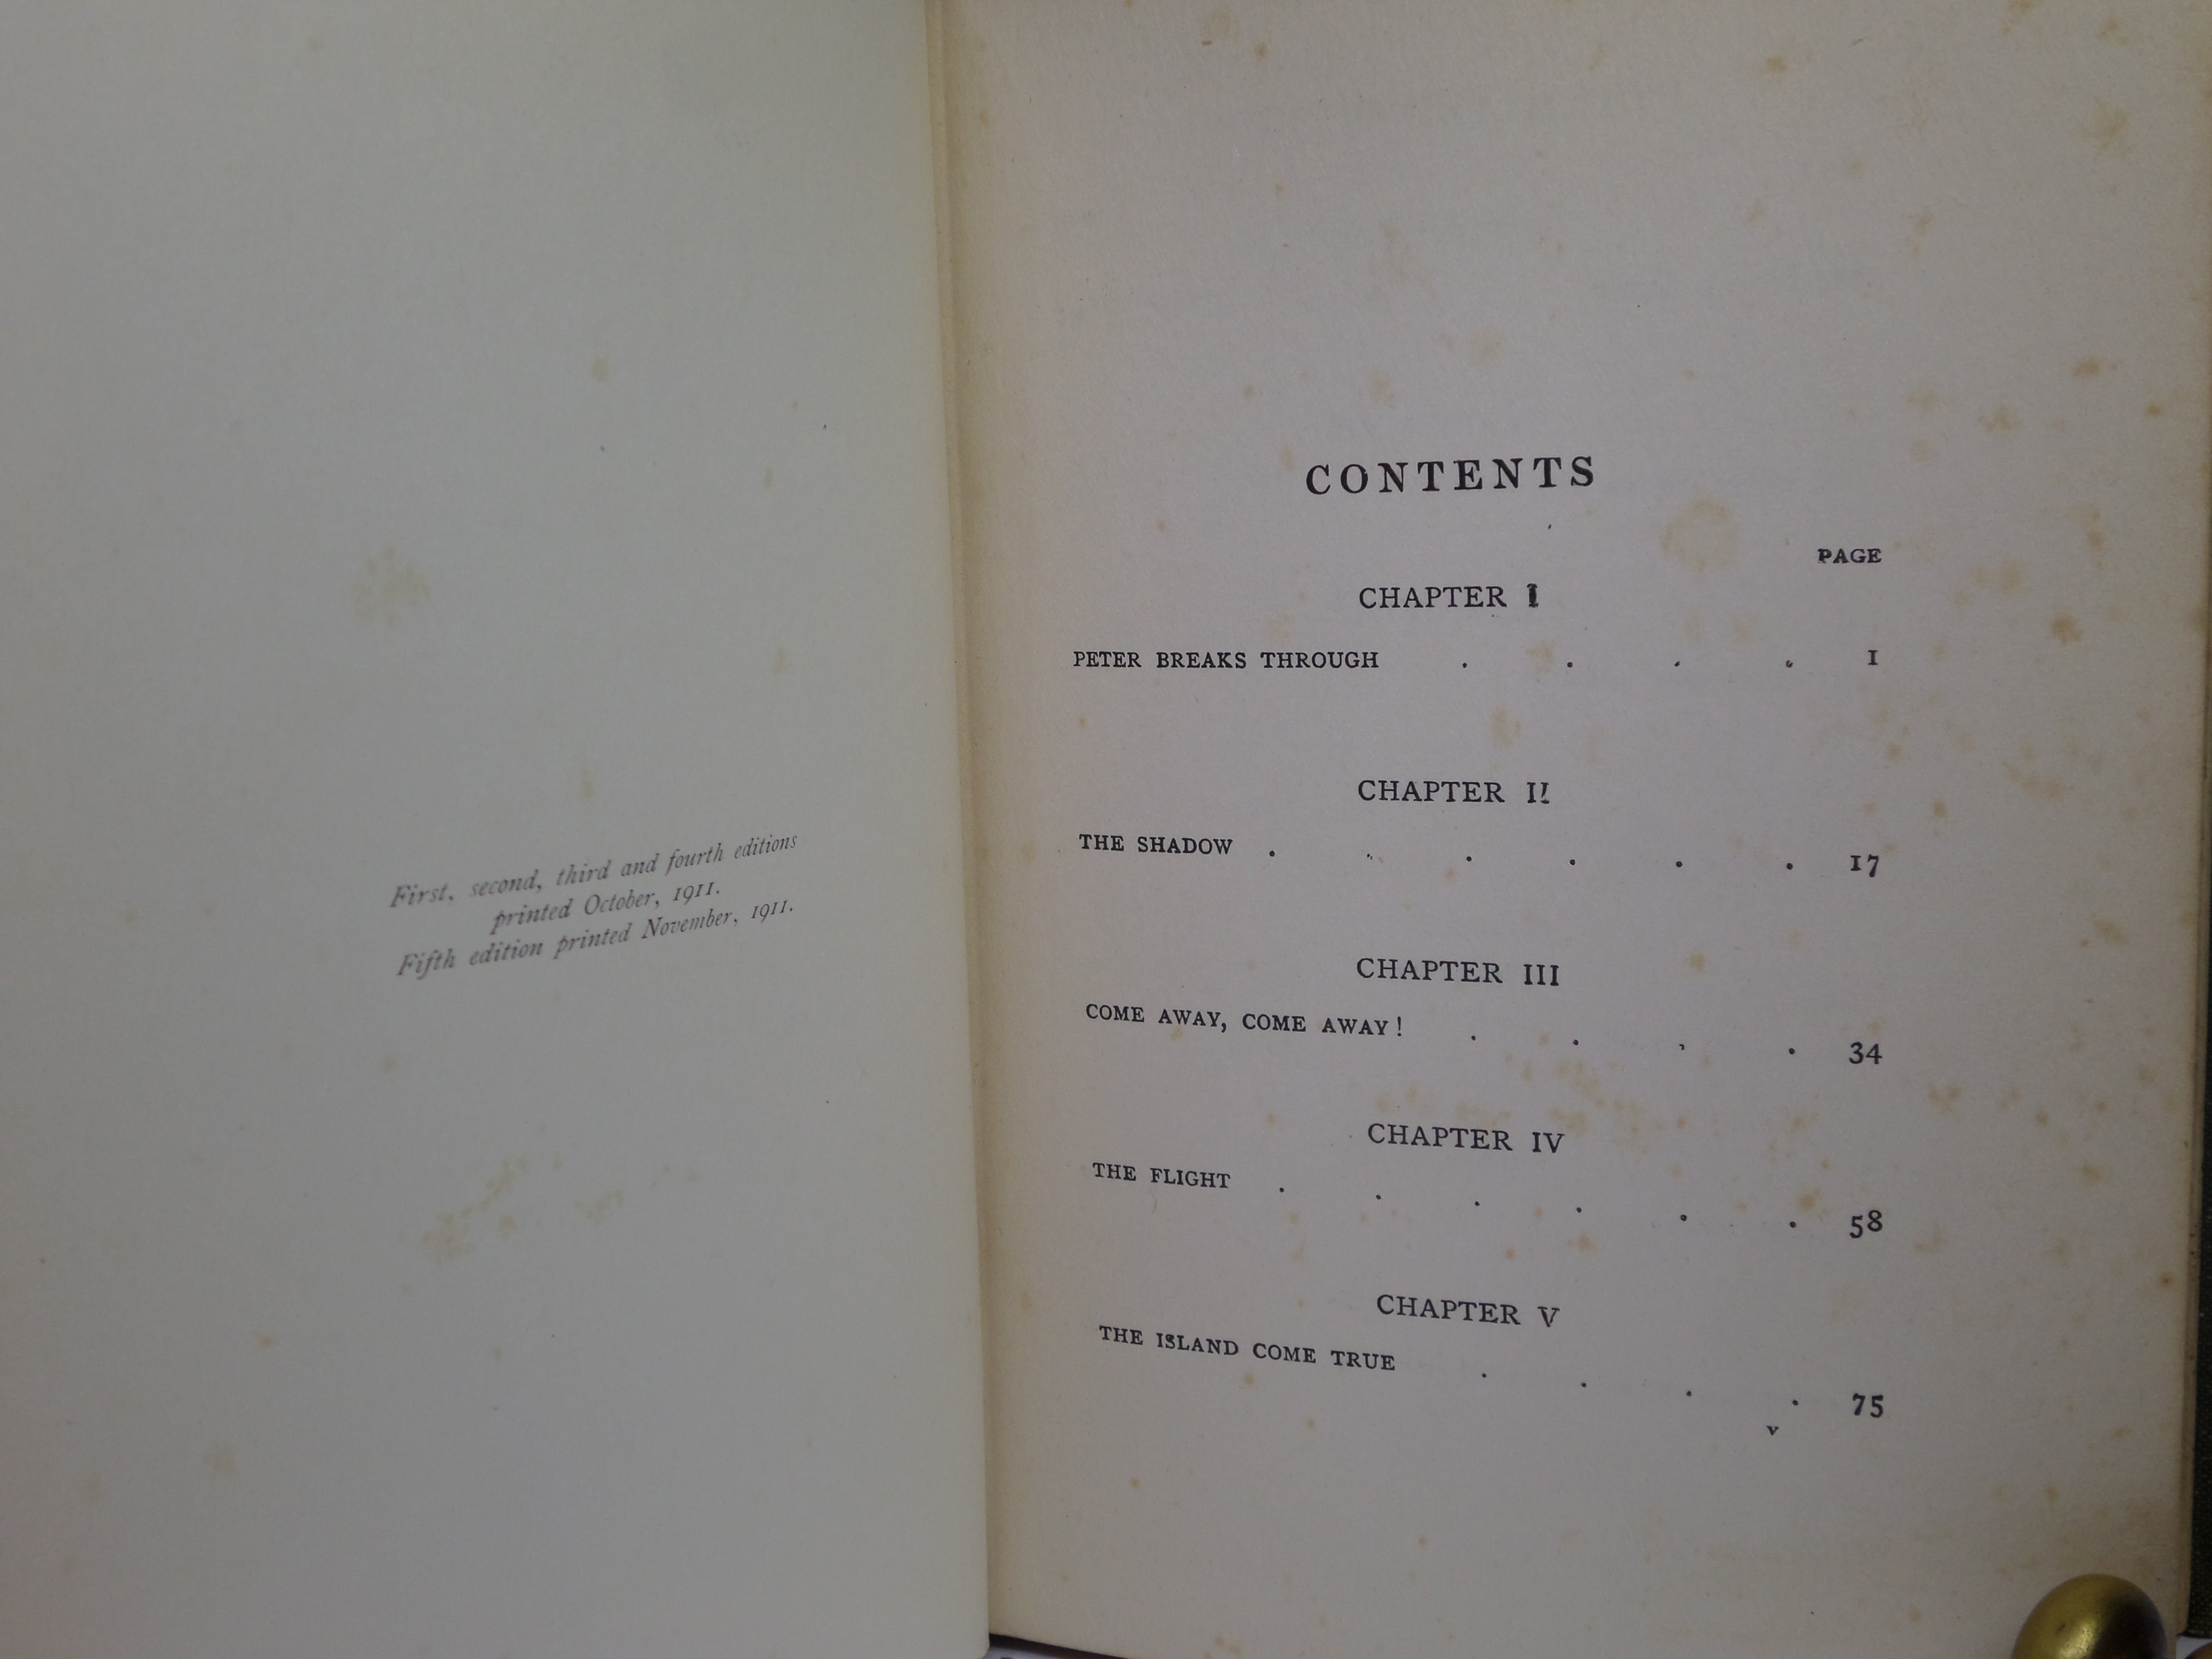 First, second, third and fourth editions
printed October, 1911.
Fifth edition printed November, 1911.
CONTENTS
PAGE
CHAPTER I
PETER BREAKS THROUGH . . . . 1
CHAPTER II
THE SHADOW . . . . . . 17
CHAPTER III
COME AWAY, COME AWAY! . . . . 34
CHAPTER IV
THE FLIGHT . . . . . . 58
CHAPTER V
THE ISLAND COME TRUE . . . . 75
v